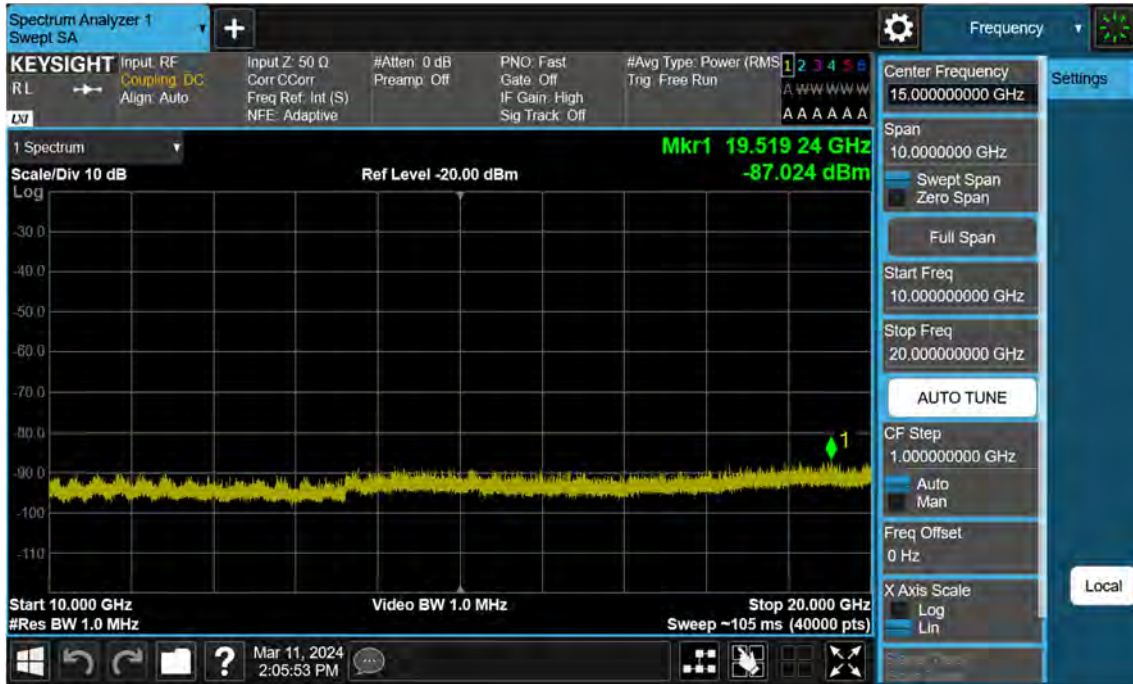 Spectrum Analyzer 1
Swept SA
+
Frequency
KEYSIGHT
RL
LXI
Input: RF
Coupling: DC
Align: Auto
Input Z: 50 Ω
Corr CCorr
Freq Ref: Int (S)
NFE: Adaptive
#Atten: 0 dB
Preamp: Off
PNO: Fast
Gate: Off
IF Gain: High
Sig Track: Off
#Avg Type: Power (RMS
Trig: Free Run
1 2 3 4 5 6
A W W W W W
A A A A A A
Center Frequency
15.000000000 GHz
Settings
1 Spectrum
Mkr1 19.519 24 GHz
-87.024 dBm
Scale/Div 10 dB
Ref Level -20.00 dBm
Log
-30.0
-40.0
-50.0
-60.0
-70.0
-80.0
-90.0
-100
-110
1
Start 10.000 GHz
#Res BW 1.0 MHz
Video BW 1.0 MHz
Stop 20.000 GHz
Sweep ~105 ms (40000 pts)
Span
10.0000000 GHz
Swept Span
Zero Span
Full Span
Start Freq
10.000000000 GHz
Stop Freq
20.000000000 GHz
AUTO TUNE
CF Step
1.000000000 GHz
Auto
Man
Freq Offset
0 Hz
X Axis Scale
Log
Lin
Local
?
Mar 11, 2024
2:05:53 PM